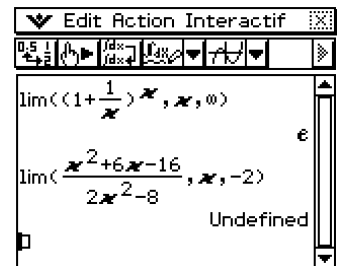 Edit Action Interactif
lim((1+1/x)^x,x,∞)
e
lim((x^2+6x-16)/(2x^2-8),x,-2)
Undefined